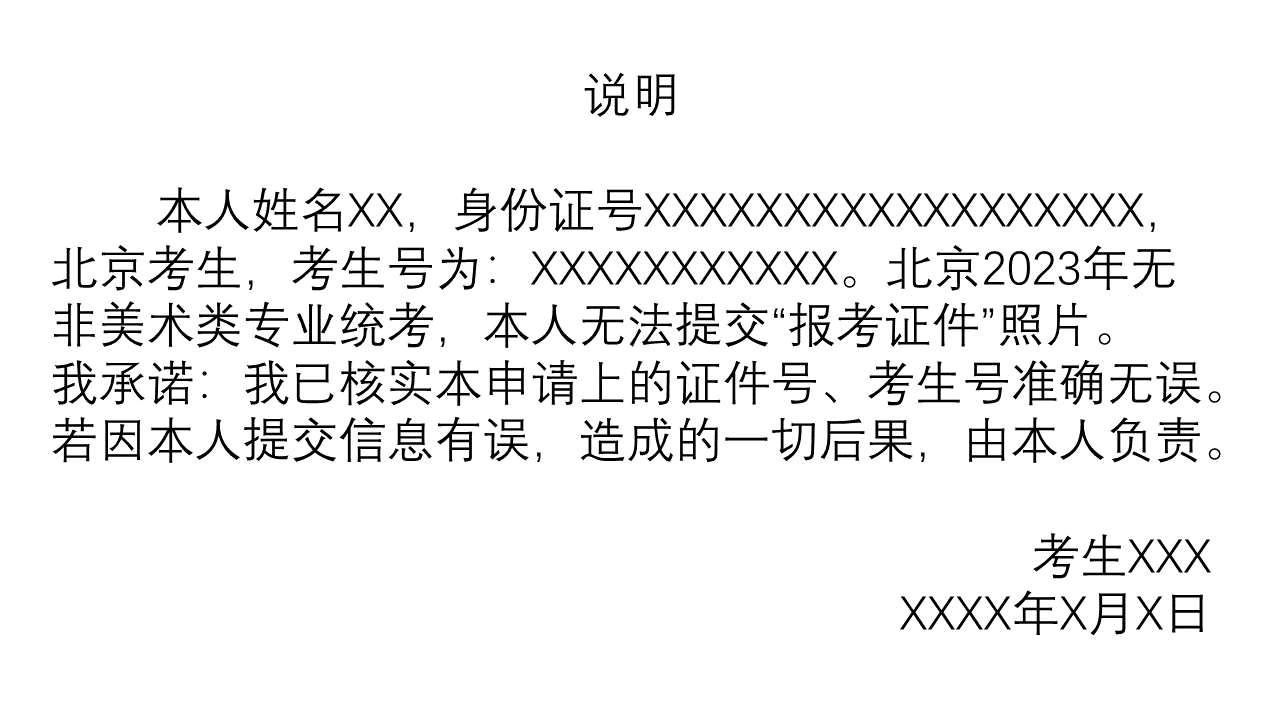 说明
本人姓名XX，身份证号XXXXXXXXXXXXXXXXXX，
北京考生，考生号为：XXXXXXXXXXX。北京2023年无
非美术类专业统考，本人无法提交“报考证件”照片。
我承诺：我已核实本申请上的证件号、考生号准确无误。
若因本人提交信息有误，造成的一切后果，由本人负责。
考生XXX
XXXX年X月X日